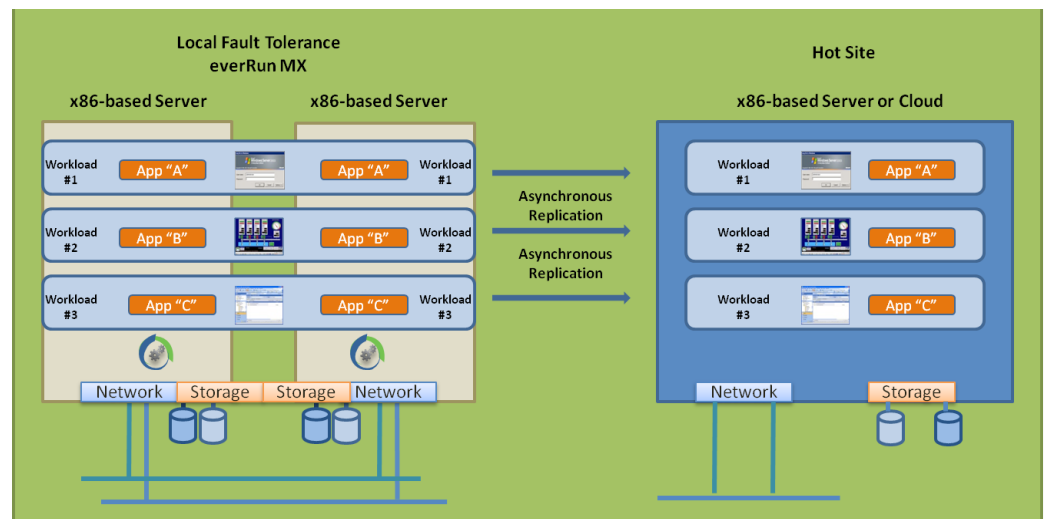 Local Fault Tolerance
everRun MX
Hot Site
x86-based Server
x86-based Server
x86-based Server or Cloud
Workload
#1
App "A"
App "A"
Workload
#1
Workload
#1
App "A"
Asynchronous
Replication
Workload
#2
App "B"
App "B"
Workload
#2
Workload
#2
App "B"
Asynchronous
Replication
Workload
#3
App "C"
App "C"
Workload
#3
Workload
#3
App "C"
Network
Storage
Storage
Network
Network
Storage